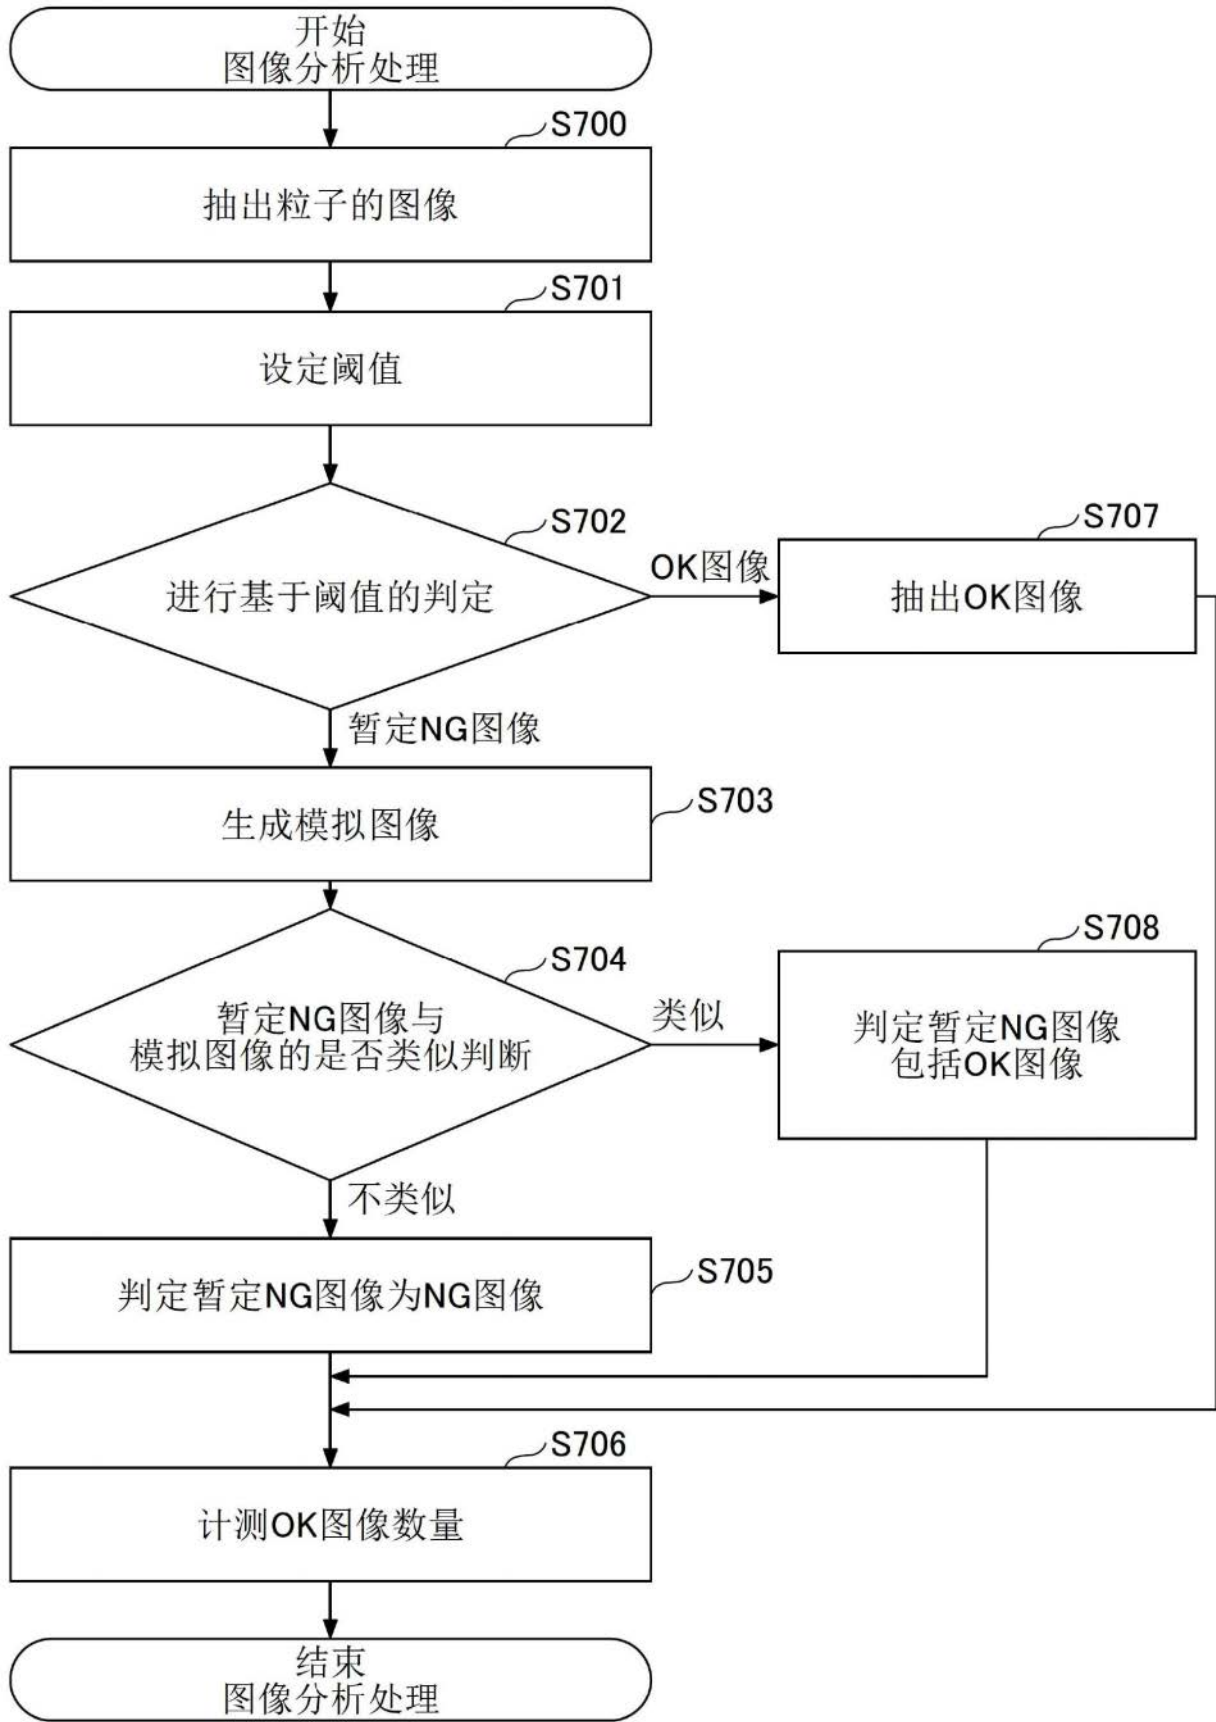 开始
图像分析处理
S700
抽出粒子的图像
S701
设定阈值
S702
进行基于阈值的判定
OK图像
S707
抽出OK图像
暂定NG图像
S703
生成模拟图像
S704
暂定NG图像与
模拟图像的是否类似判断
类似
S708
判定暂定NG图像
包括OK图像
不类似
S705
判定暂定NG图像为NG图像
S706
计测OK图像数量
结束
图像分析处理